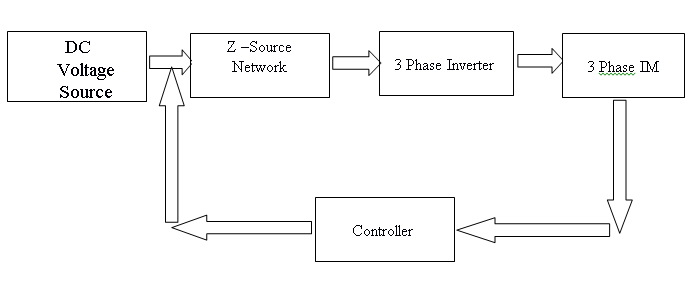 DC
Voltage
Source
Z –Source
Network
3 Phase Inverter
3 Phase IM
Controller